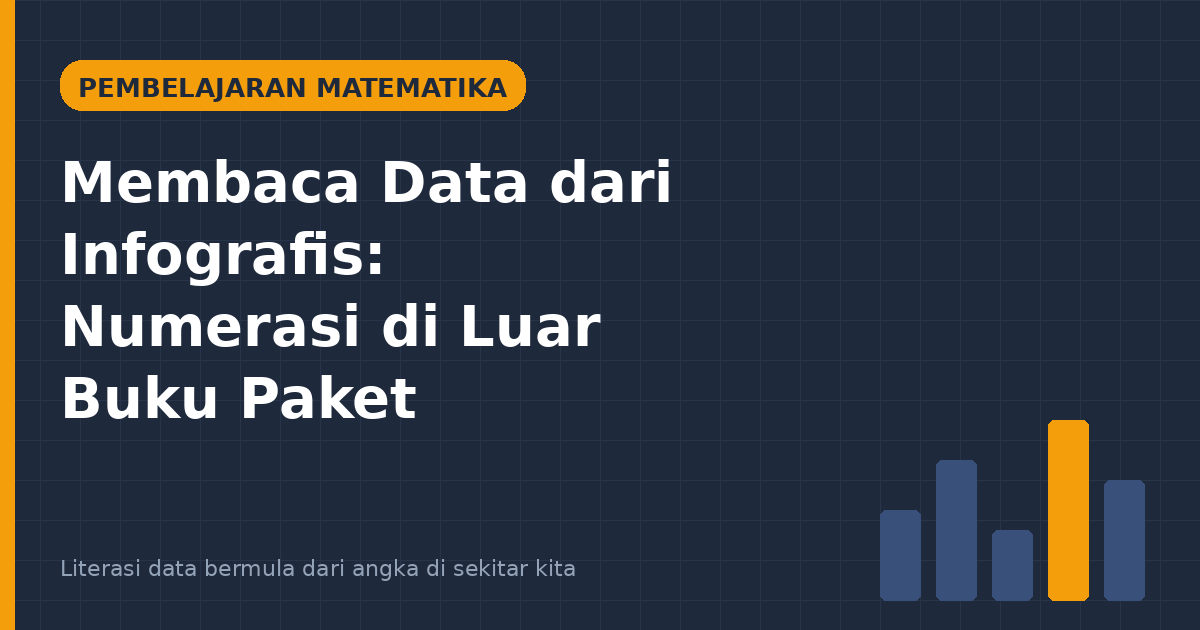 PEMBELAJARAN MATEMATIKA
Membaca Data dari
Infografis:
Numerasi di Luar
Buku Paket
Literasi data bermula dari angka di sekitar kita